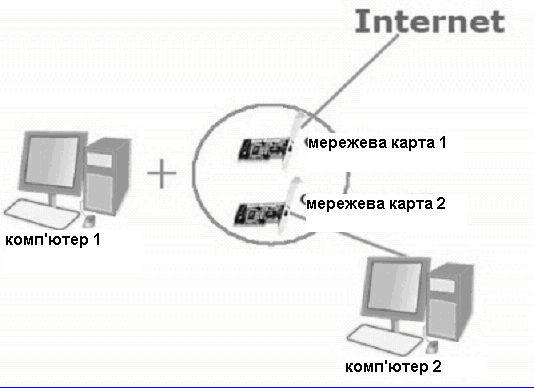 Internet
мережева карта 1
мережева карта 2
комп'ютер 1
комп'ютер 2